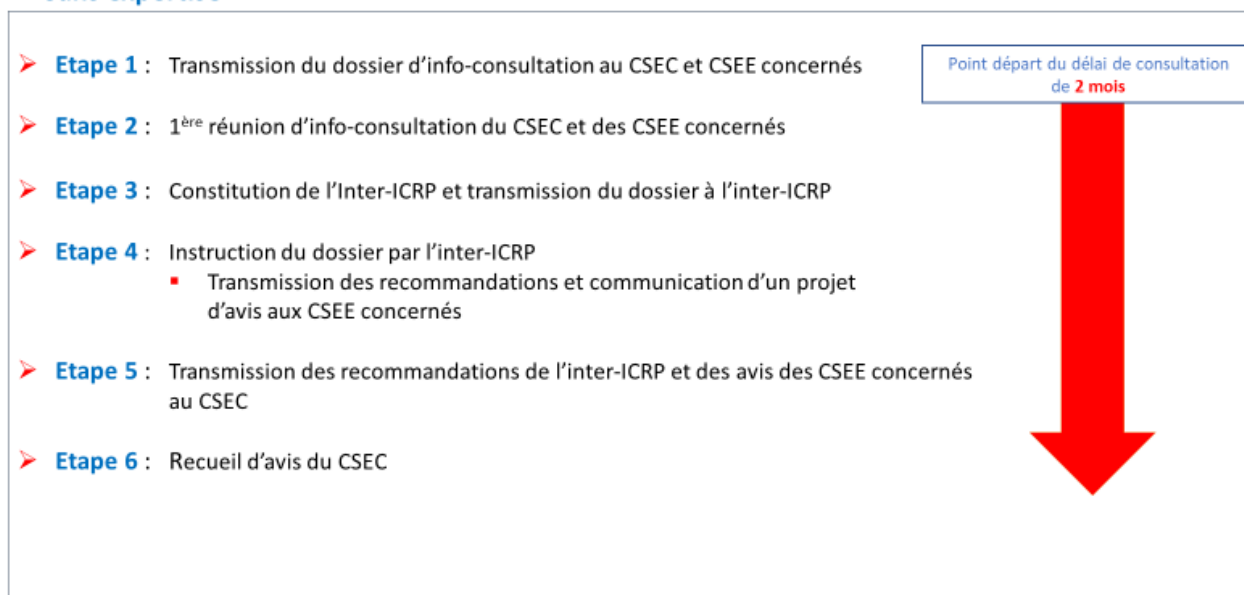 Etape 1 : Transmission du dossier d'info-consultation au CSEC et CSEE concernés
Point départ du délai de consultation
de 2 mois
Etape 2 : 1ère réunion d'info-consultation du CSEC et des CSEE concernés
Etape 3 : Constitution de l'Inter-ICRP et transmission du dossier à l'inter-ICRP
Etape 4 : Instruction du dossier par l'inter-ICRP
Transmission des recommandations et communication d'un projet
d'avis aux CSEE concernés
Etape 5 : Transmission des recommandations de l'inter-ICRP et des avis des CSEE concernés
au CSEC
Etape 6 : Recueil d'avis du CSEC